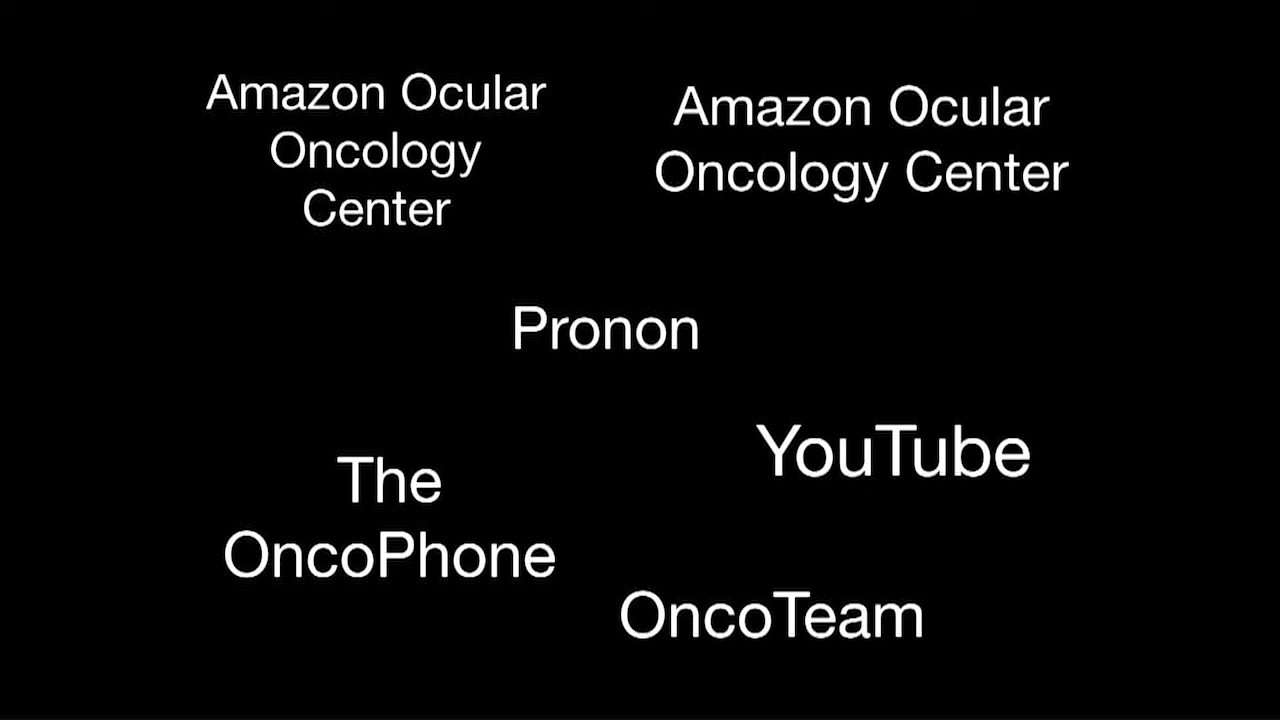 Amazon Ocular
Oncology
Center
Amazon Ocular
Oncology Center
Pronon
YouTube
The
OncoPhone
OncoTeam